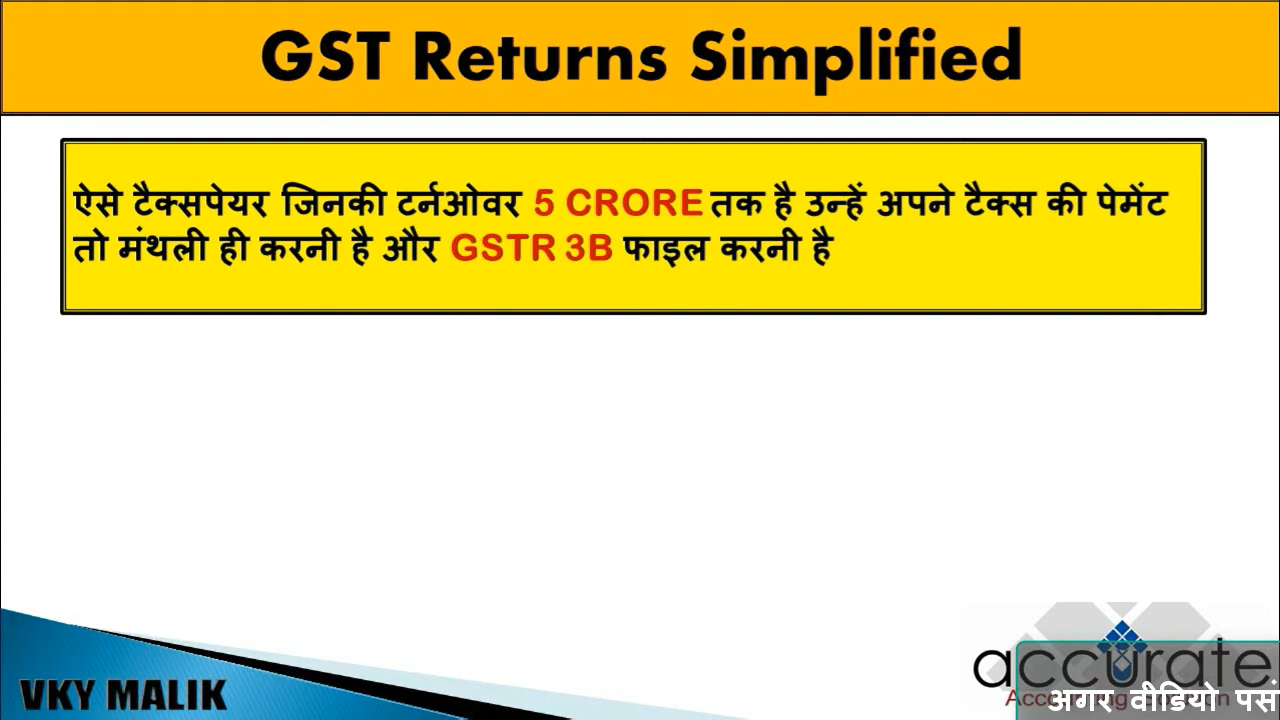 GST Returns Simplified
ऐसे टैक्सपेयर जिनकी टर्नओवर 5 CRORE तक है उन्हें अपने टैक्स की पेमेंट
तो मंथली ही करनी है और GSTR 3B फाइल करनी है
VKY MALIK
accurate
अगर वीडियो